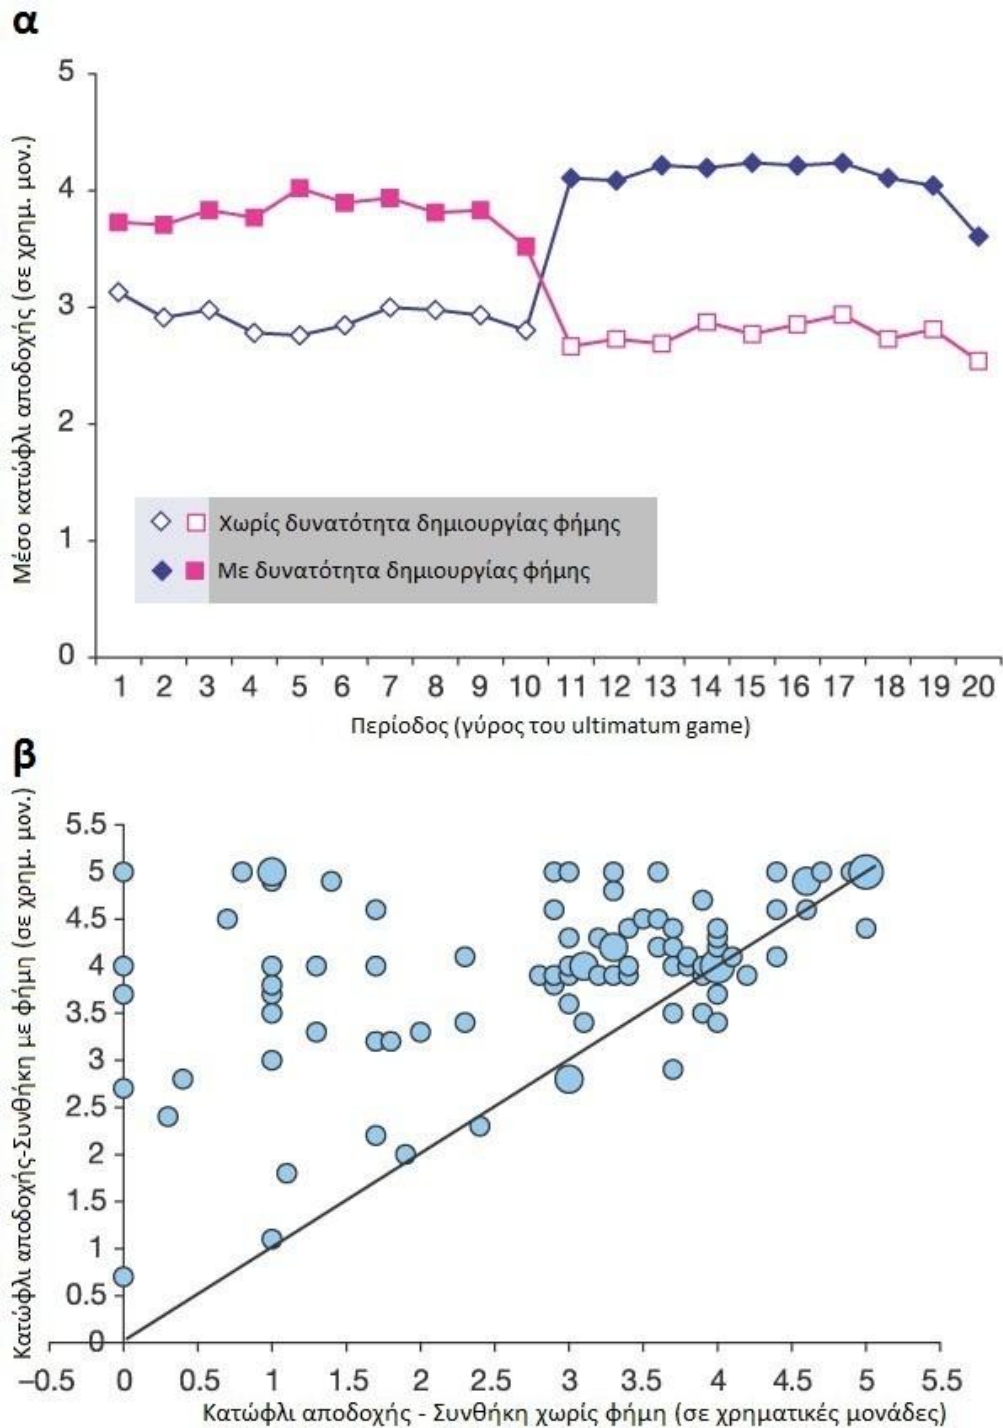 α
Μέσο κατώφλι αποδοχής (σε χρημ. μον.)
5
4
3
2
1
0
Χωρίς δυνατότητα δημιουργίας φήμης
Με δυνατότητα δημιουργίας φήμης
1 2 3 4 5 6 7 8 9 10 11 12 13 14 15 16 17 18 19 20
Περίοδος (γύρος του ultimatum game)
β
Κατώφλι αποδοχής-Συνθήκη με φήμη (σε χρημ. μον.)
5.5
5
4.5
4
3.5
3
2.5
2
1.5
1
0.5
0
–0.5 0 0.5 1 1.5 2 2.5 3 3.5 4 4.5 5 5.5
Κατώφλι αποδοχής - Συνθήκη χωρίς φήμη (σε χρηματικές μονάδες)